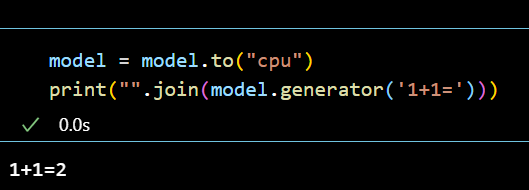 model = model.to("cpu")
print("".join(model.generator('1+1=')))
0.0s
1+1=2